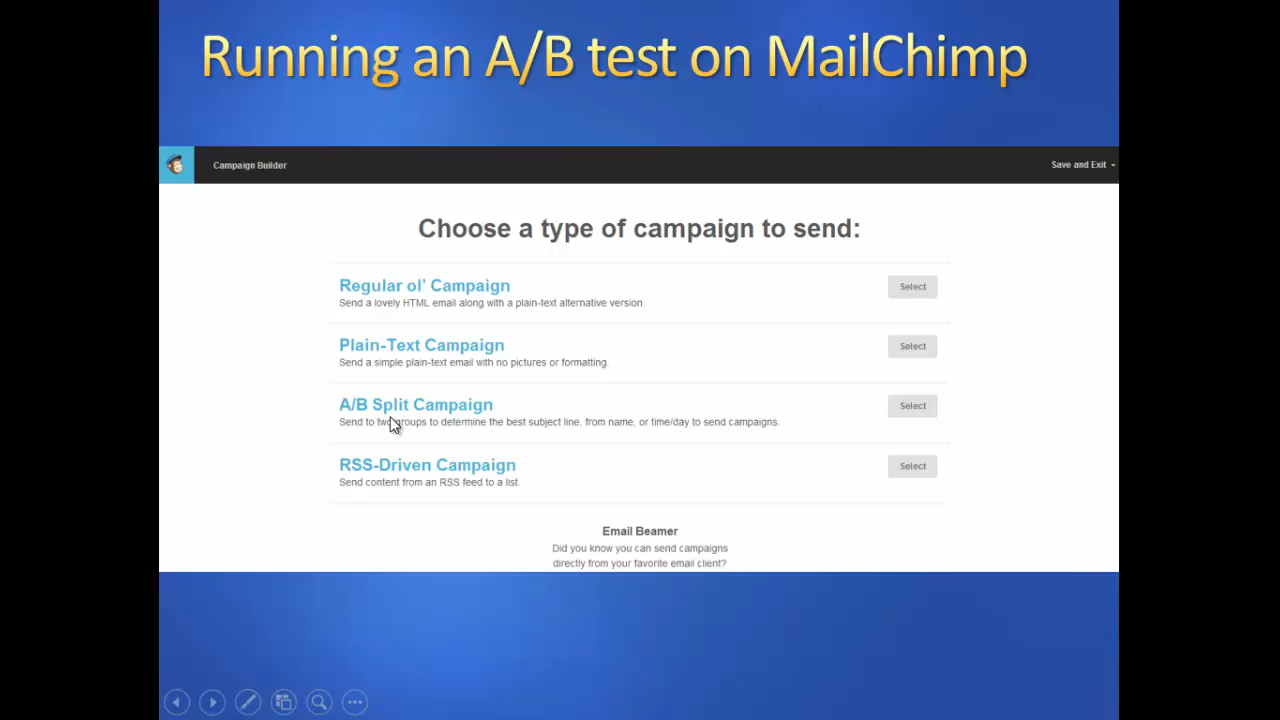 Running an A/B test on MailChimp
Campaign Builder
Save and Exit
Choose a type of campaign to send:
Regular ol’ Campaign
Select
Send a lovely HTML email along with a plain-text alternative version.
Plain-Text Campaign
Select
Send a simple plain-text email with no pictures or formatting.
A/B Split Campaign
Select
Send to two groups to determine the best subject line, from name, or time/day to send campaigns.
RSS-Driven Campaign
Select
Send content from an RSS feed to a list.
Email Beamer
Did you know you can send campaigns
directly from your favorite email client?